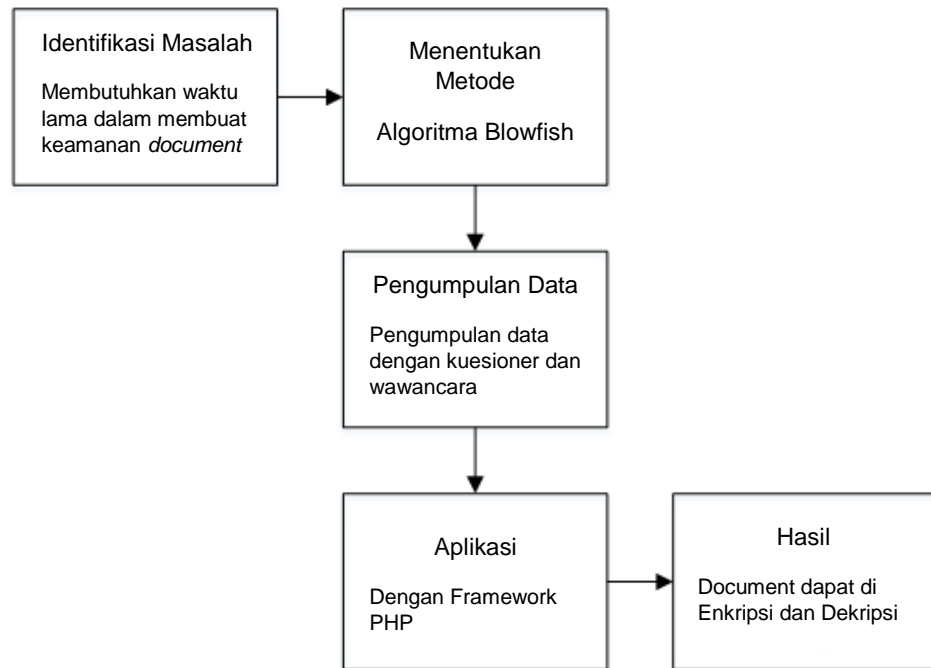 Identifikasi Masalah
Membutuhkan waktu
lama dalam membuat
keamanan document
Menentukan
Metode
Algoritma Blowfish
Pengumpulan Data
Pengumpulan data
dengan kuesioner dan
wawancara
Aplikasi
Dengan Framework
PHP
Hasil
Document dapat di
Enkripsi dan Dekripsi